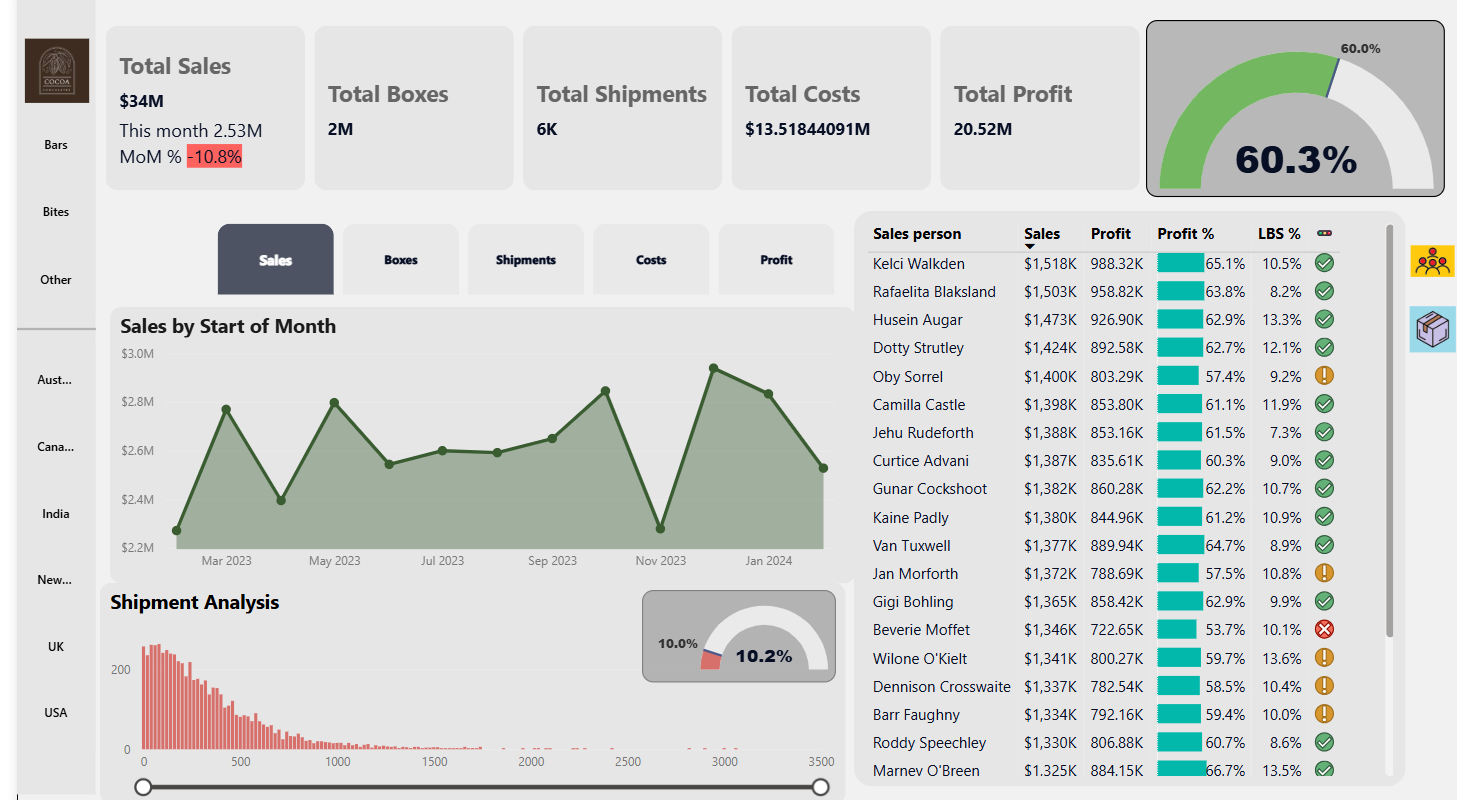 COCOA
Bars
Bites
Other
Aust...
Cana...
India
New...
UK
USA
Total Sales
$34M
This month 2.53M
MoM % -10.8%
Total Boxes
2M
Total Shipments
6K
Total Costs
$13.51844091M
Total Profit
20.52M
60.0%
60.3%
Sales
Boxes
Shipments
Costs
Profit
Sales by Start of Month
$3.0M
$2.8M
$2.6M
$2.4M
$2.2M
Mar 2023 May 2023 Jul 2023 Sep 2023 Nov 2023 Jan 2024
Shipment Analysis
10.0%
10.2%
200
0
0 500 1000 1500 2000 2500 3000 3500
Sales person Sales Profit Profit % LBS %
Kelci Walkden $1,518K 988.32K 65.1% 10.5%
Rafaelita Blaksland $1,503K 958.82K 63.8% 8.2%
Husein Augar $1,473K 926.90K 62.9% 13.3%
Dotty Strutley $1,424K 892.58K 62.7% 12.1%
Oby Sorrel $1,400K 803.29K 57.4% 9.2%
Camilla Castle $1,398K 853.80K 61.1% 11.9%
Jehu Rudeforth $1,388K 853.16K 61.5% 7.3%
Curtice Advani $1,387K 835.61K 60.3% 9.0%
Gunar Cockshoot $1,382K 860.28K 62.2% 10.7%
Kaine Padly $1,380K 844.96K 61.2% 10.9%
Van Tuxwell $1,377K 889.94K 64.7% 8.9%
Jan Morforth $1,372K 788.69K 57.5% 10.8%
Gigi Bohling $1,365K 858.42K 62.9% 9.9%
Beverie Moffet $1,346K 722.65K 53.7% 10.1%
Wilone O'Kielt $1,341K 800.27K 59.7% 13.6%
Dennison Crosswaite $1,337K 782.54K 58.5% 10.4%
Barr Faughny $1,334K 792.16K 59.4% 10.0%
Roddy Speechley $1,330K 806.88K 60.7% 8.6%
Marney O'Breen $1,325K 884.15K 66.7% 13.5%